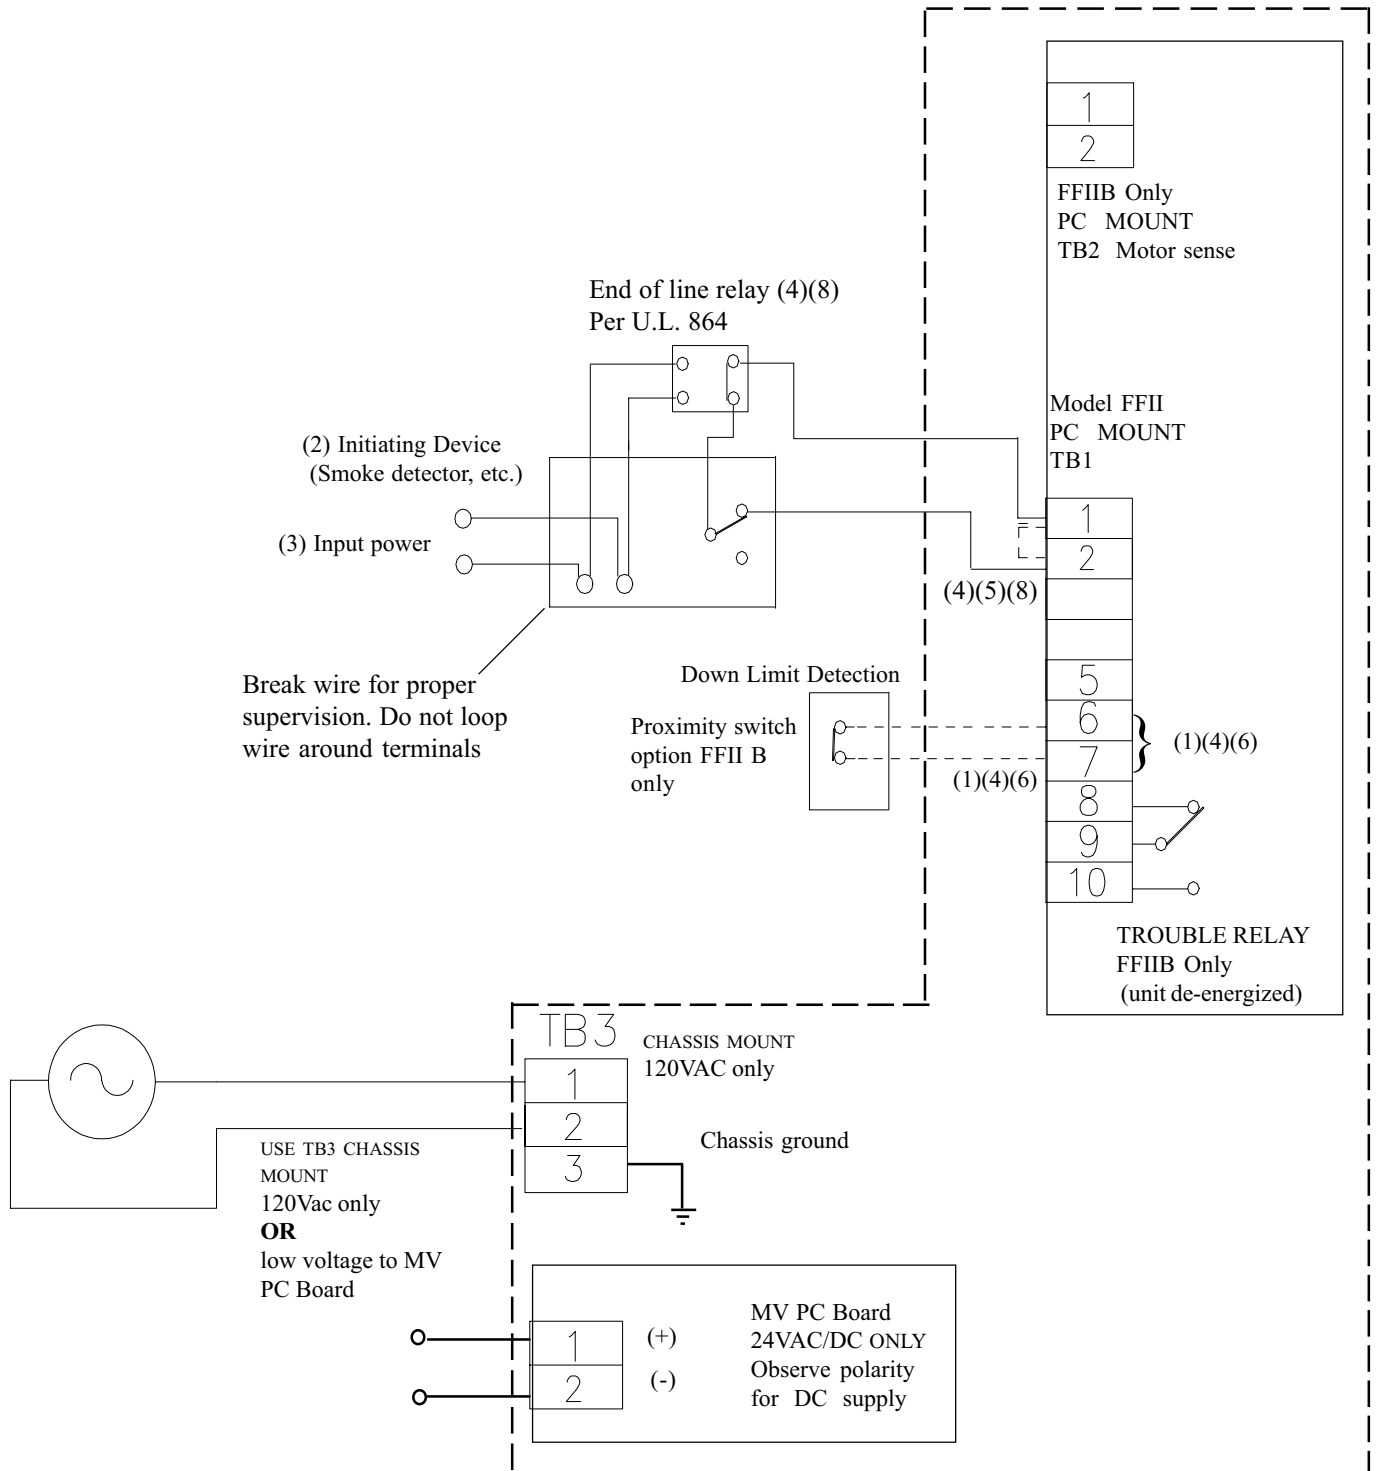 1
2
FFIIB Only
PC MOUNT
TB2 Motor sense
End of line relay (4)(8)
Per U.L. 864
Model FFII
PC MOUNT
TB1
(2) Initiating Device
(Smoke detector, etc.)
(3) Input power
1
2
(4)(5)(8)
Break wire for proper
supervision. Do not loop
wire around terminals
Down Limit Detection
Proximity switch
option FFII B
only
5
6
7
8
9
10
(1)(4)(6)
(1)(4)(6)
TROUBLE RELAY
FFIIB Only
(unit de-energized)
TB3
CHASSIS MOUNT
120VAC only
1
2
3
Chassis ground
USE TB3 CHASSIS
MOUNT
120Vac only
OR
low voltage to MV
PC Board
1
2
(+)
(-)
MV PC Board
24VAC/DC ONLY
Observe polarity
for DC supply